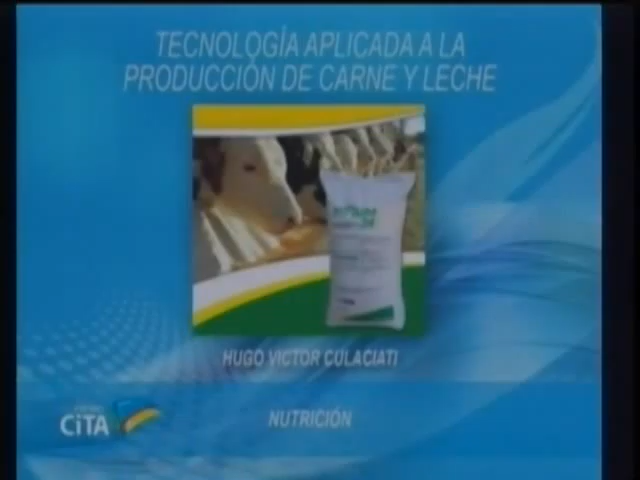 TECNOLOGÍA APLICADA A LA
PRODUCCIÓN DE CARNE Y LECHE
HUGO VICTOR CULACIATI
CiTA
NUTRICIÓN